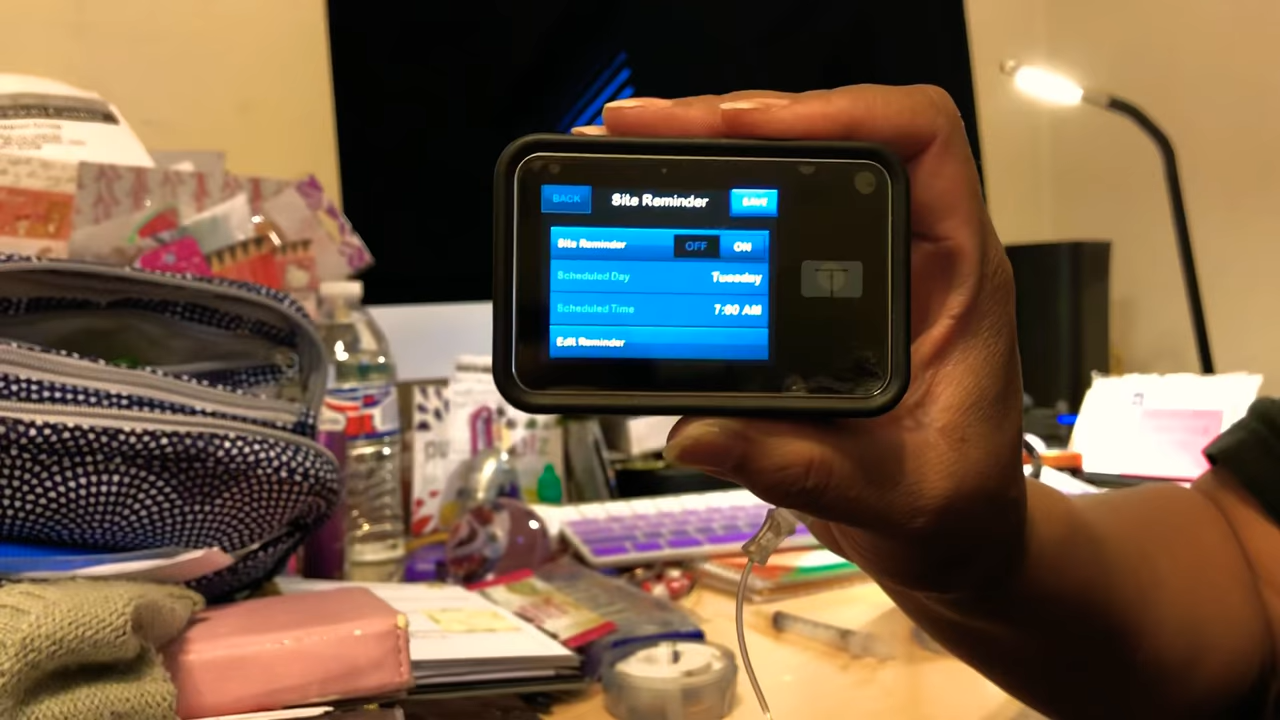 BACK Site Reminder SAVE
Site Reminder OFF ON
Scheduled Day Tuesday
Scheduled Time 7:00 AM
Edit Reminder